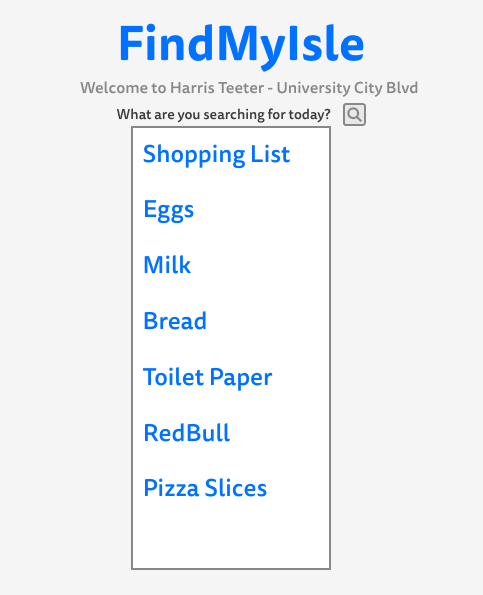 FindMyIsle
Welcome to Harris Teeter - University City Blvd
What are you searching for today?
Shopping List
Eggs
Milk
Bread
Toilet Paper
RedBull
Pizza Slices